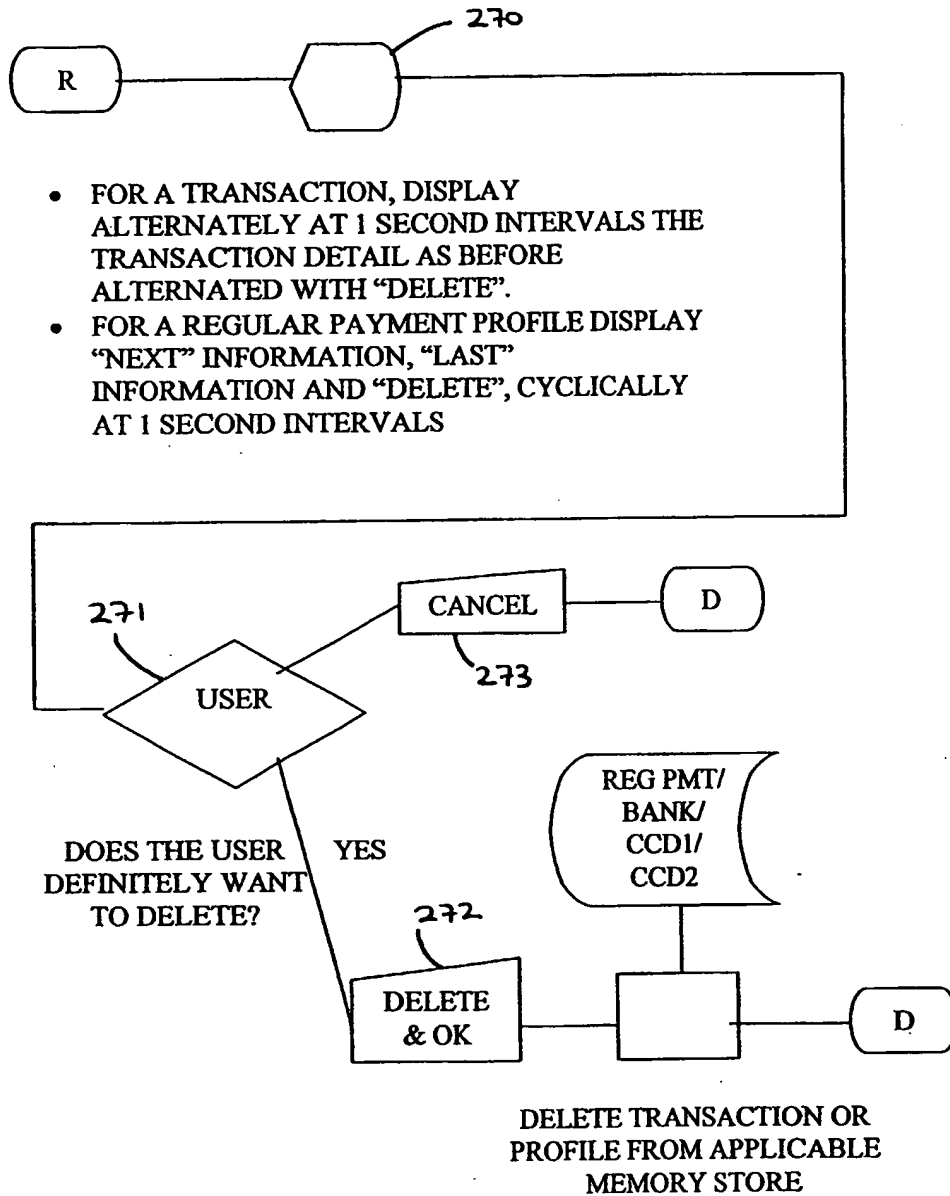 270
R
• FOR A TRANSACTION, DISPLAY
ALTERNATELY AT 1 SECOND INTERVALS THE
TRANSACTION DETAIL AS BEFORE
ALTERNATED WITH “DELETE”.
• FOR A REGULAR PAYMENT PROFILE DISPLAY
“NEXT” INFORMATION, “LAST”
INFORMATION AND “DELETE”, CYCLICALLY
AT 1 SECOND INTERVALS
271
CANCEL
D
273
USER
REG PMT/
BANK/
CCD1/
CCD2
DOES THE USER
DEFINITELY WANT
TO DELETE?
YES
272
DELETE
& OK
D
DELETE TRANSACTION OR
PROFILE FROM APPLICABLE
MEMORY STORE